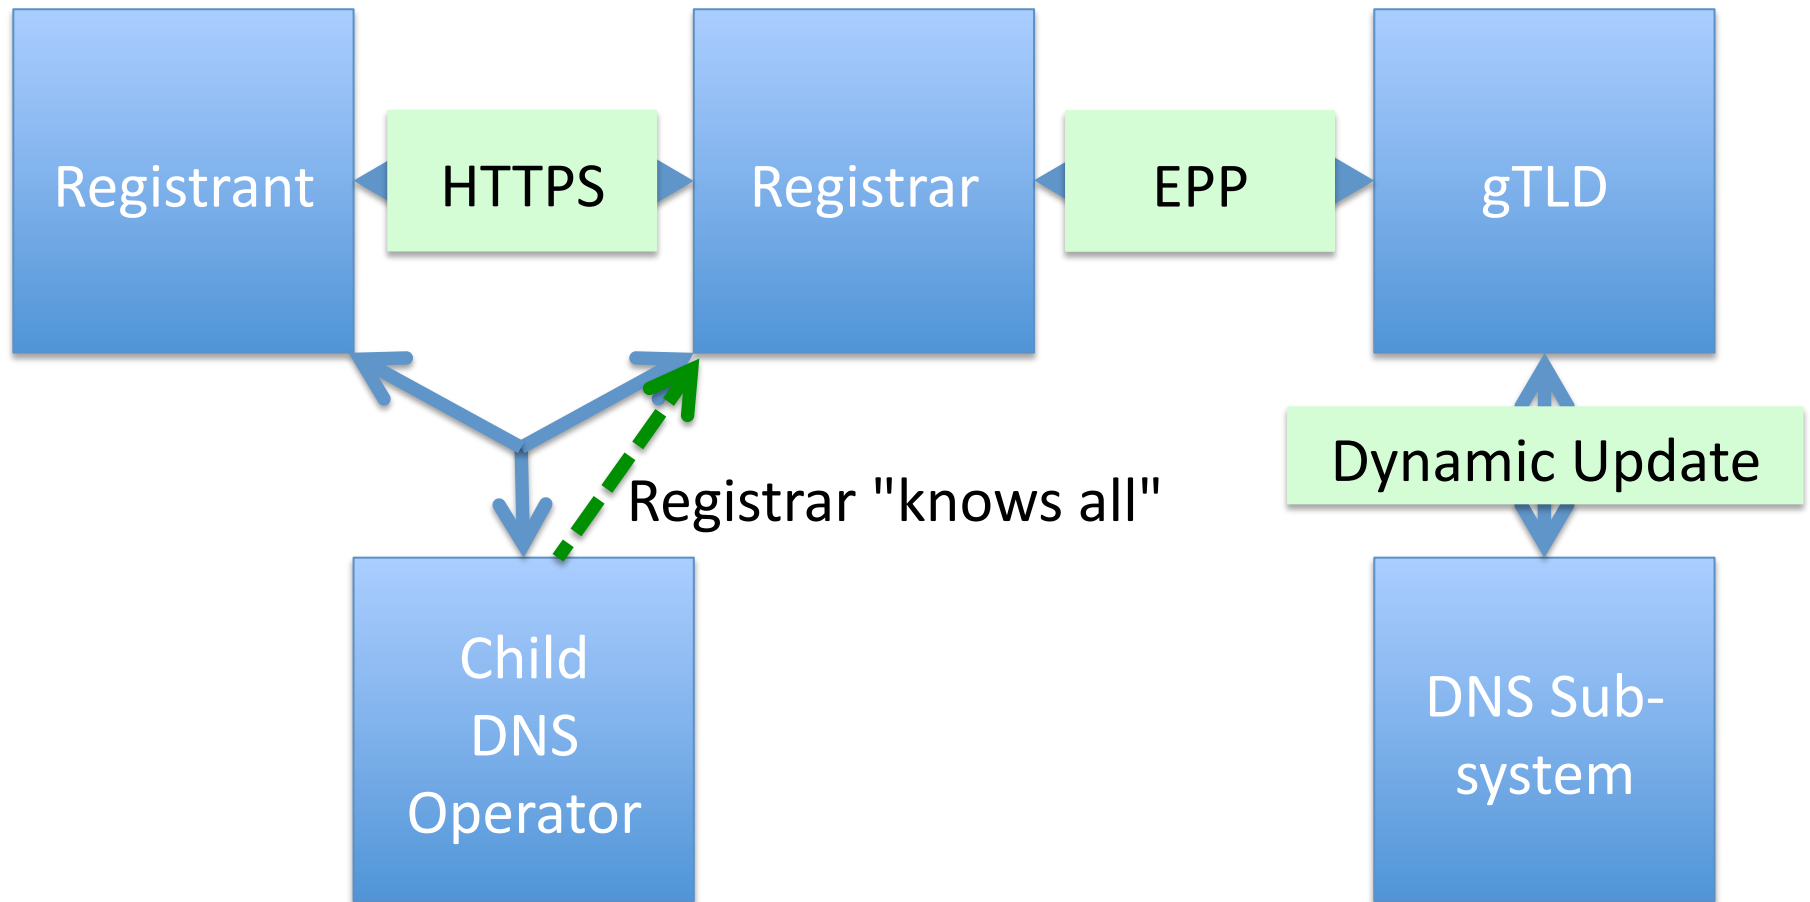 Registrant
HTTPS
Registrar
EPP
gTLD
Registrar "knows all"
Dynamic Update
Child
DNS
Operator
DNS Sub-
system